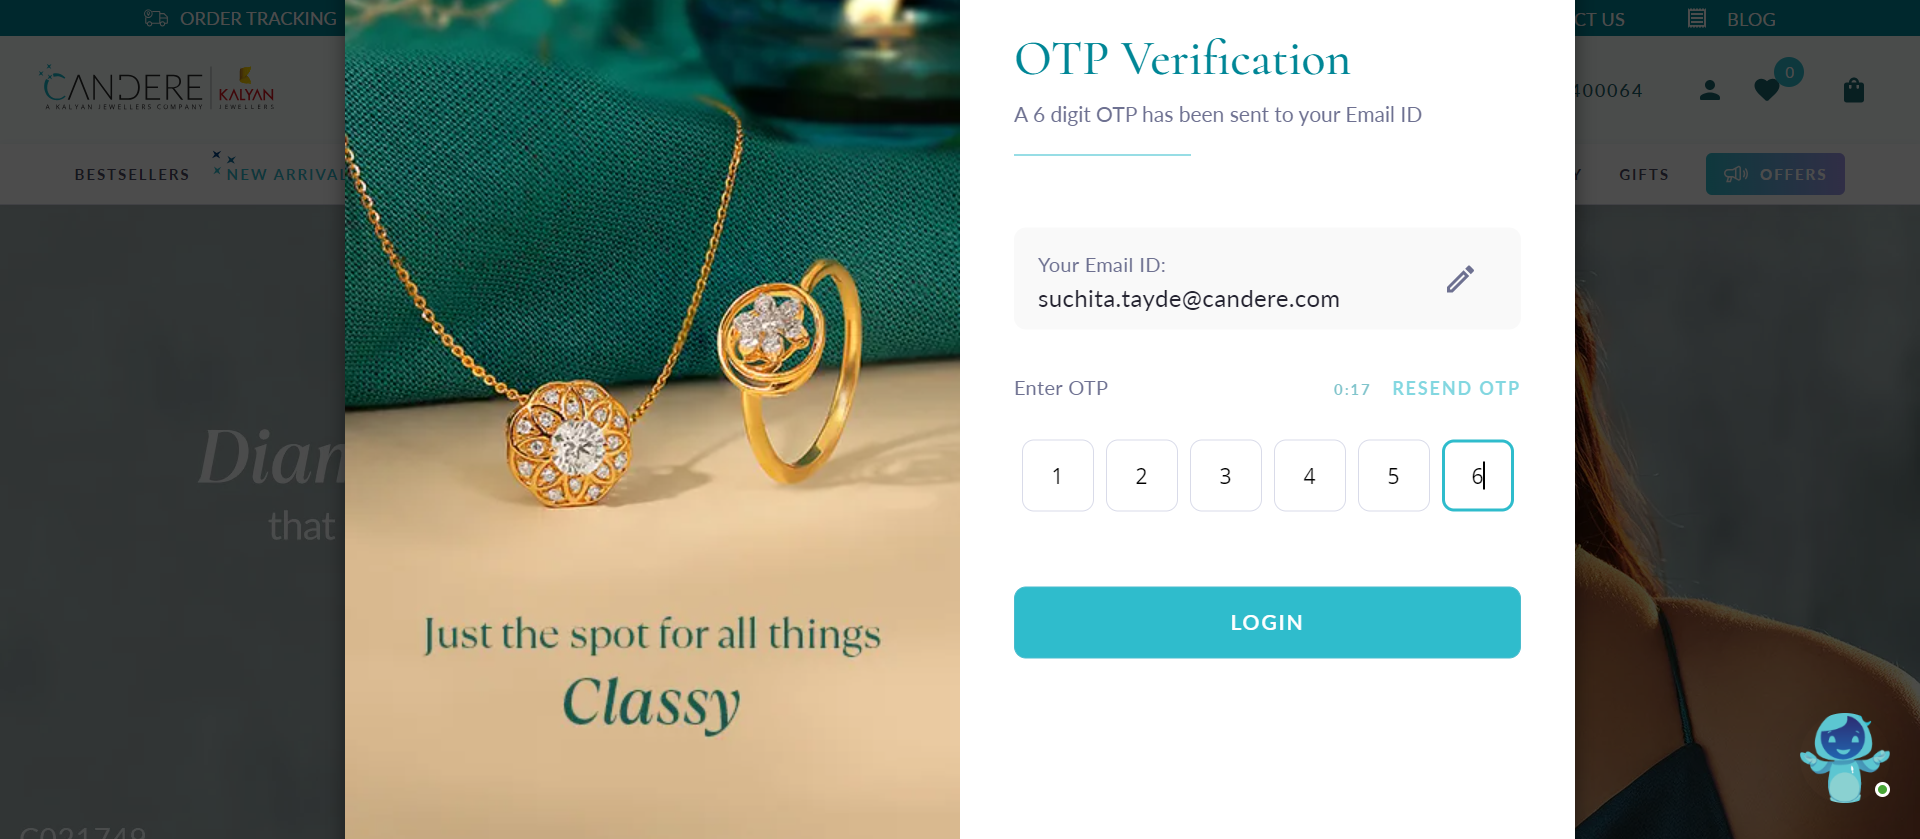 ORDER TRACKING
CT US
BLOG
CANDERE
A KALYAN JEWELLERS COMPANY
KALYAN
JEWELLERS
400064
0
BESTSELLERS
NEW ARRIVAL
GIFTS
OFFERS
Dian
that
Just the spot for all things
Classy
OTP Verification
A 6 digit OTP has been sent to your Email ID
Your Email ID:
suchita.tayde@candere.com
Enter OTP
0:17
RESEND OTP
1 2 3 4 5 6
LOGIN